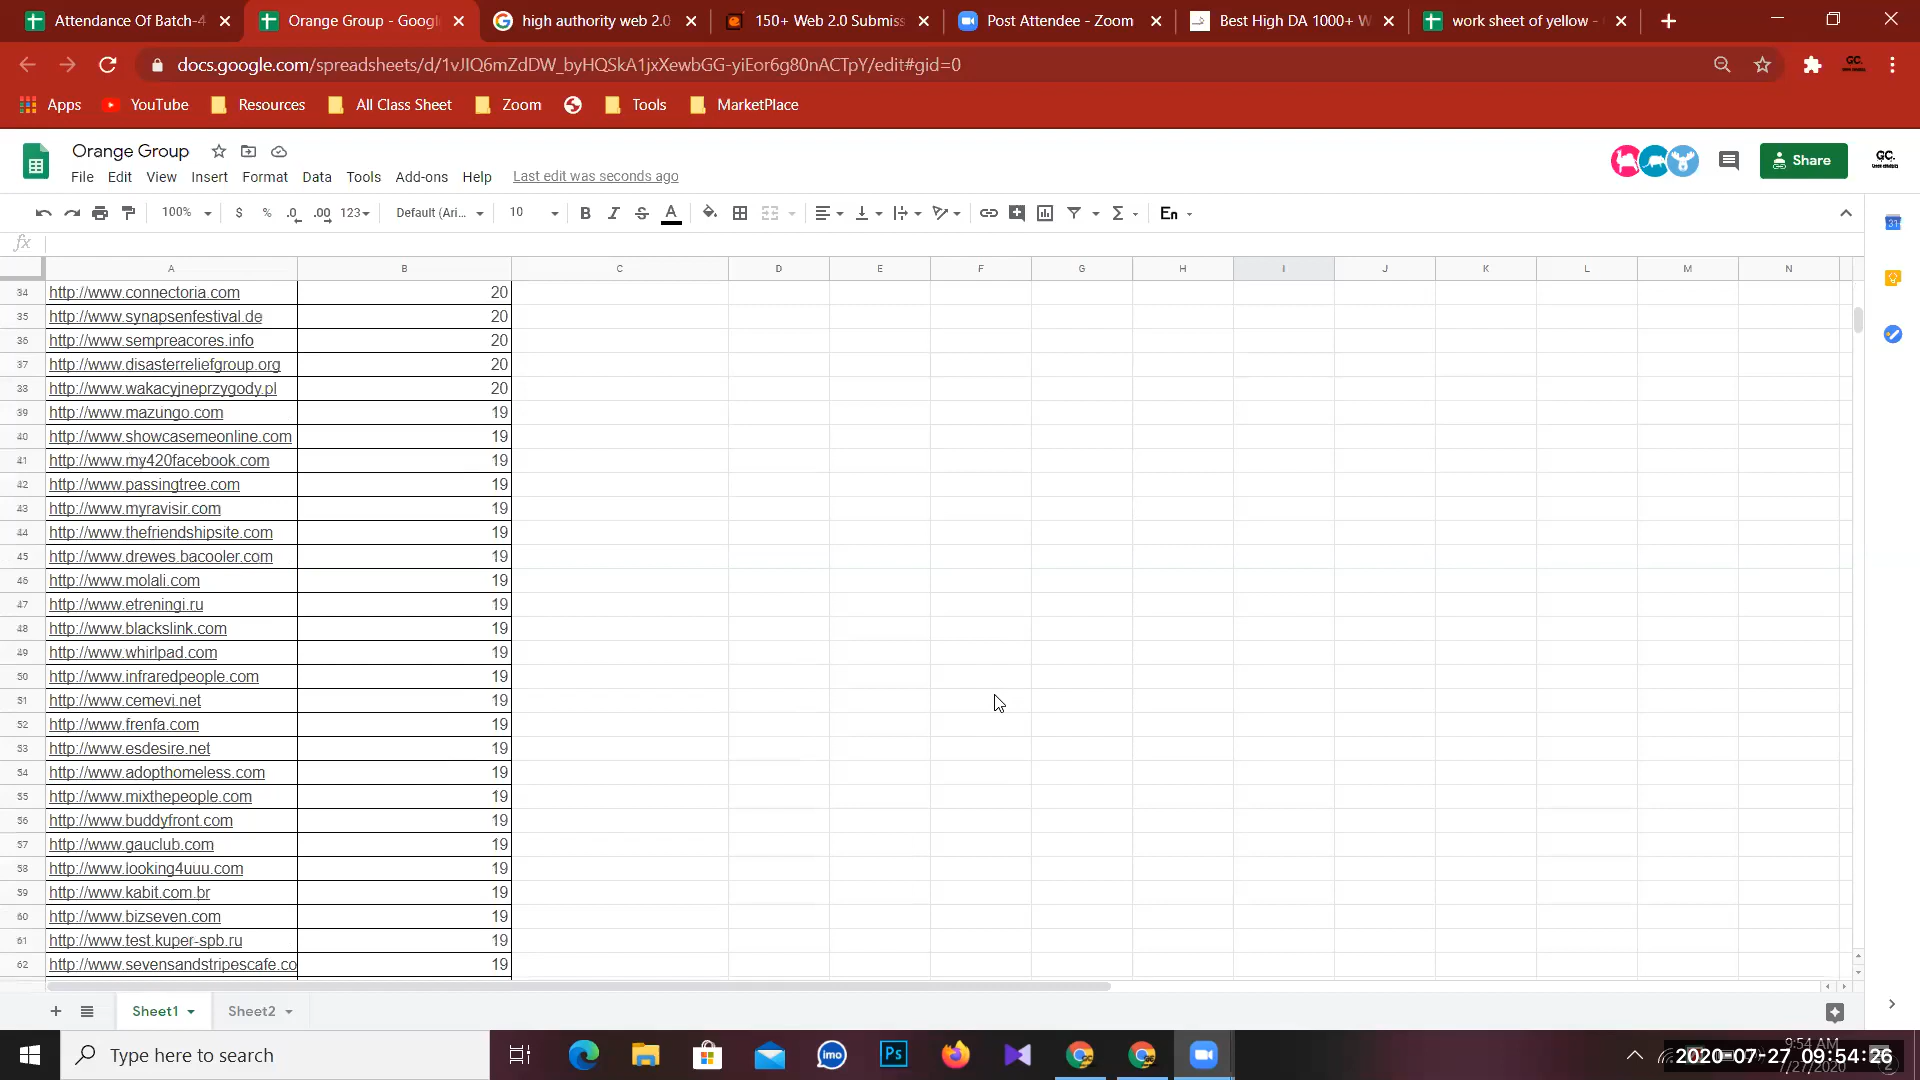 Attendance Of Batch-4
Orange Group - Googl
high authority web 2.0
150+ Web 2.0 Submiss
Post Attendee - Zoom
Best High DA 1000+ W
work sheet of yellow -
docs.google.com/spreadsheets/d/1vJIQ6mZdDW_byHQSkA1jxXewbGG-yiEor6g80nACTpY/edit#gid=0
Apps YouTube Resources All Class Sheet Zoom Tools MarketPlace
Orange Group
File Edit View Insert Format Data Tools Add-ons Help Last edit was seconds ago
Share
100% $ % .0 .00 123 Default (Ari... 10 B I S A En
fx
A B C D E F G H I J K L M N
34 http://www.connectoria.com 20
35 http://www.synapsenfestival.de 20
36 http://www.sempreacores.info 20
37 http://www.disasterreliefgroup.org 20
38 http://www.wakacyjneprzygody.pl 20
39 http://www.mazungo.com 19
40 http://www.showcasemeonline.com 19
41 http://www.my420facebook.com 19
42 http://www.passingtree.com 19
43 http://www.myravisir.com 19
44 http://www.thefriendshipsite.com 19
45 http://www.drewes.bacooler.com 19
46 http://www.molali.com 19
47 http://www.etreningi.ru 19
48 http://www.blackslink.com 19
49 http://www.whirlpad.com 19
50 http://www.infraredpeople.com 19
51 http://www.cemevi.net 19
52 http://www.frenfa.com 19
53 http://www.esdesire.net 19
54 http://www.adopthomeless.com 19
55 http://www.mixthepeople.com 19
56 http://www.buddyfront.com 19
57 http://www.gauclub.com 19
58 http://www.looking4uuu.com 19
59 http://www.kabit.com.br 19
60 http://www.bizseven.com 19
61 http://www.test.kuper-spb.ru 19
62 http://www.sevensandstripescafe.co 19
Sheet1 Sheet2
Type here to search
imo
Ps
9:54 AM
2020-07-27 09:54:26
7/27/2020